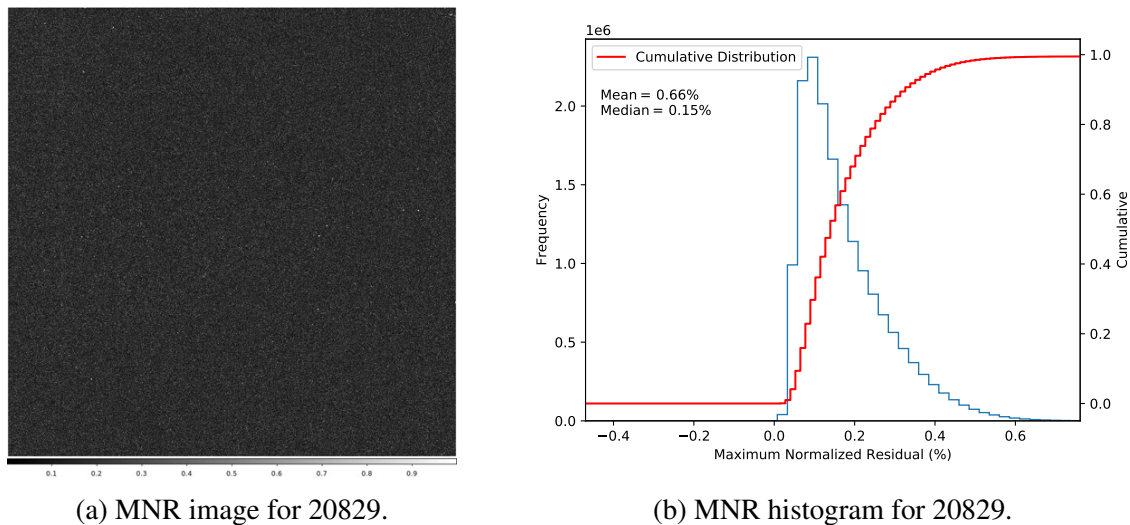 0.1 0.2 0.3 0.4 0.5 0.6 0.7 0.8 0.9
(a) MNR image for 20829.
1e6
Cumulative Distribution
Mean = 0.66%
Median = 0.15%
Frequency
2.0
1.5
1.0
0.5
0.0
1.0
0.8
0.6
0.4
0.2
0.0
Cumulative
−0.4 −0.2 0.0 0.2 0.4 0.6
Maximum Normalized Residual (%)
(b) MNR histogram for 20829.